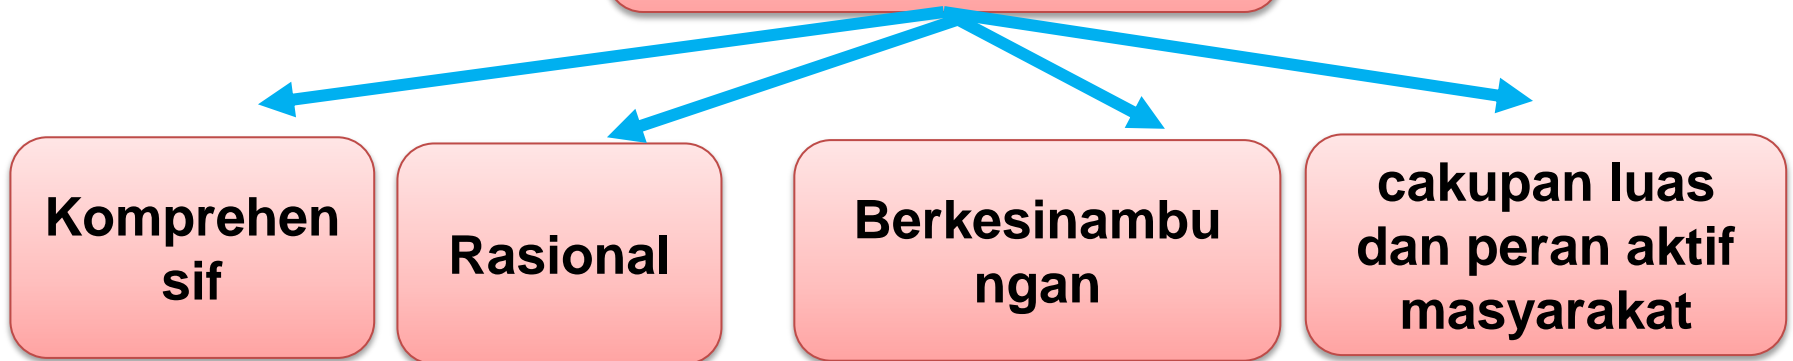 Komprehen
sif
Rasional
Berkesinambu
ngan
cakupan luas
dan peran aktif
masyarakat